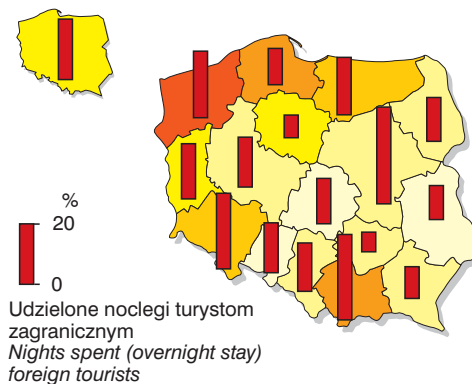 %
20
0
Udzielone noclegi turystom
zagranicznym
Nights spent (overnight stay)
foreign tourists